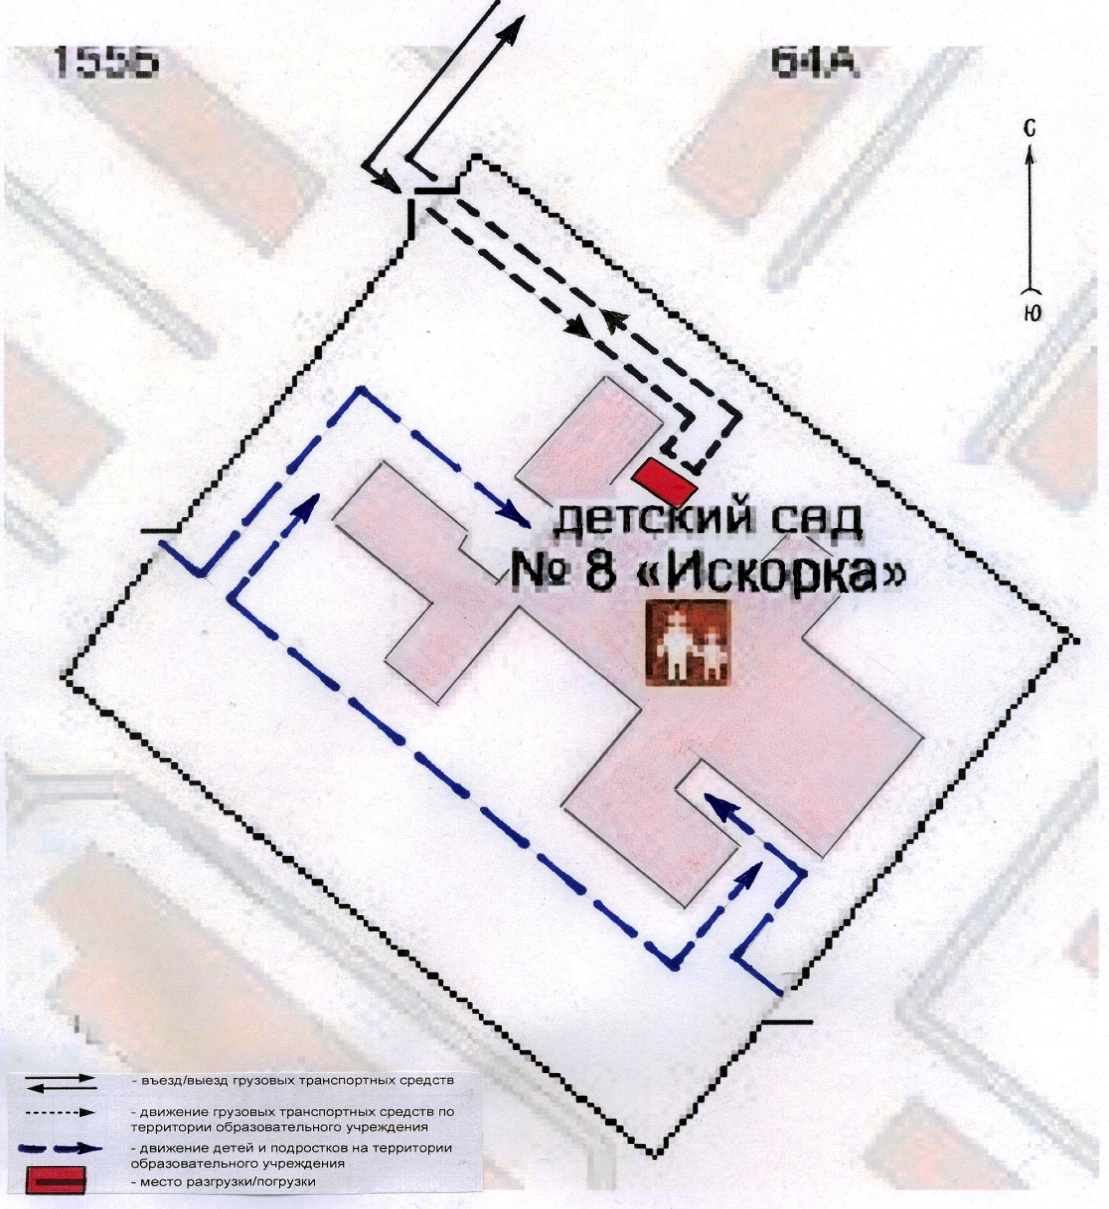 155Б
64А
С
Ю
детский сад
№ 8 «Искорка»
- въезд/выезд грузовых транспортных средств
- движение грузовых транспортных средств по
территории образовательного учреждения
- движение детей и подростков на территории
образовательного учреждения
- место разгрузки/погрузки